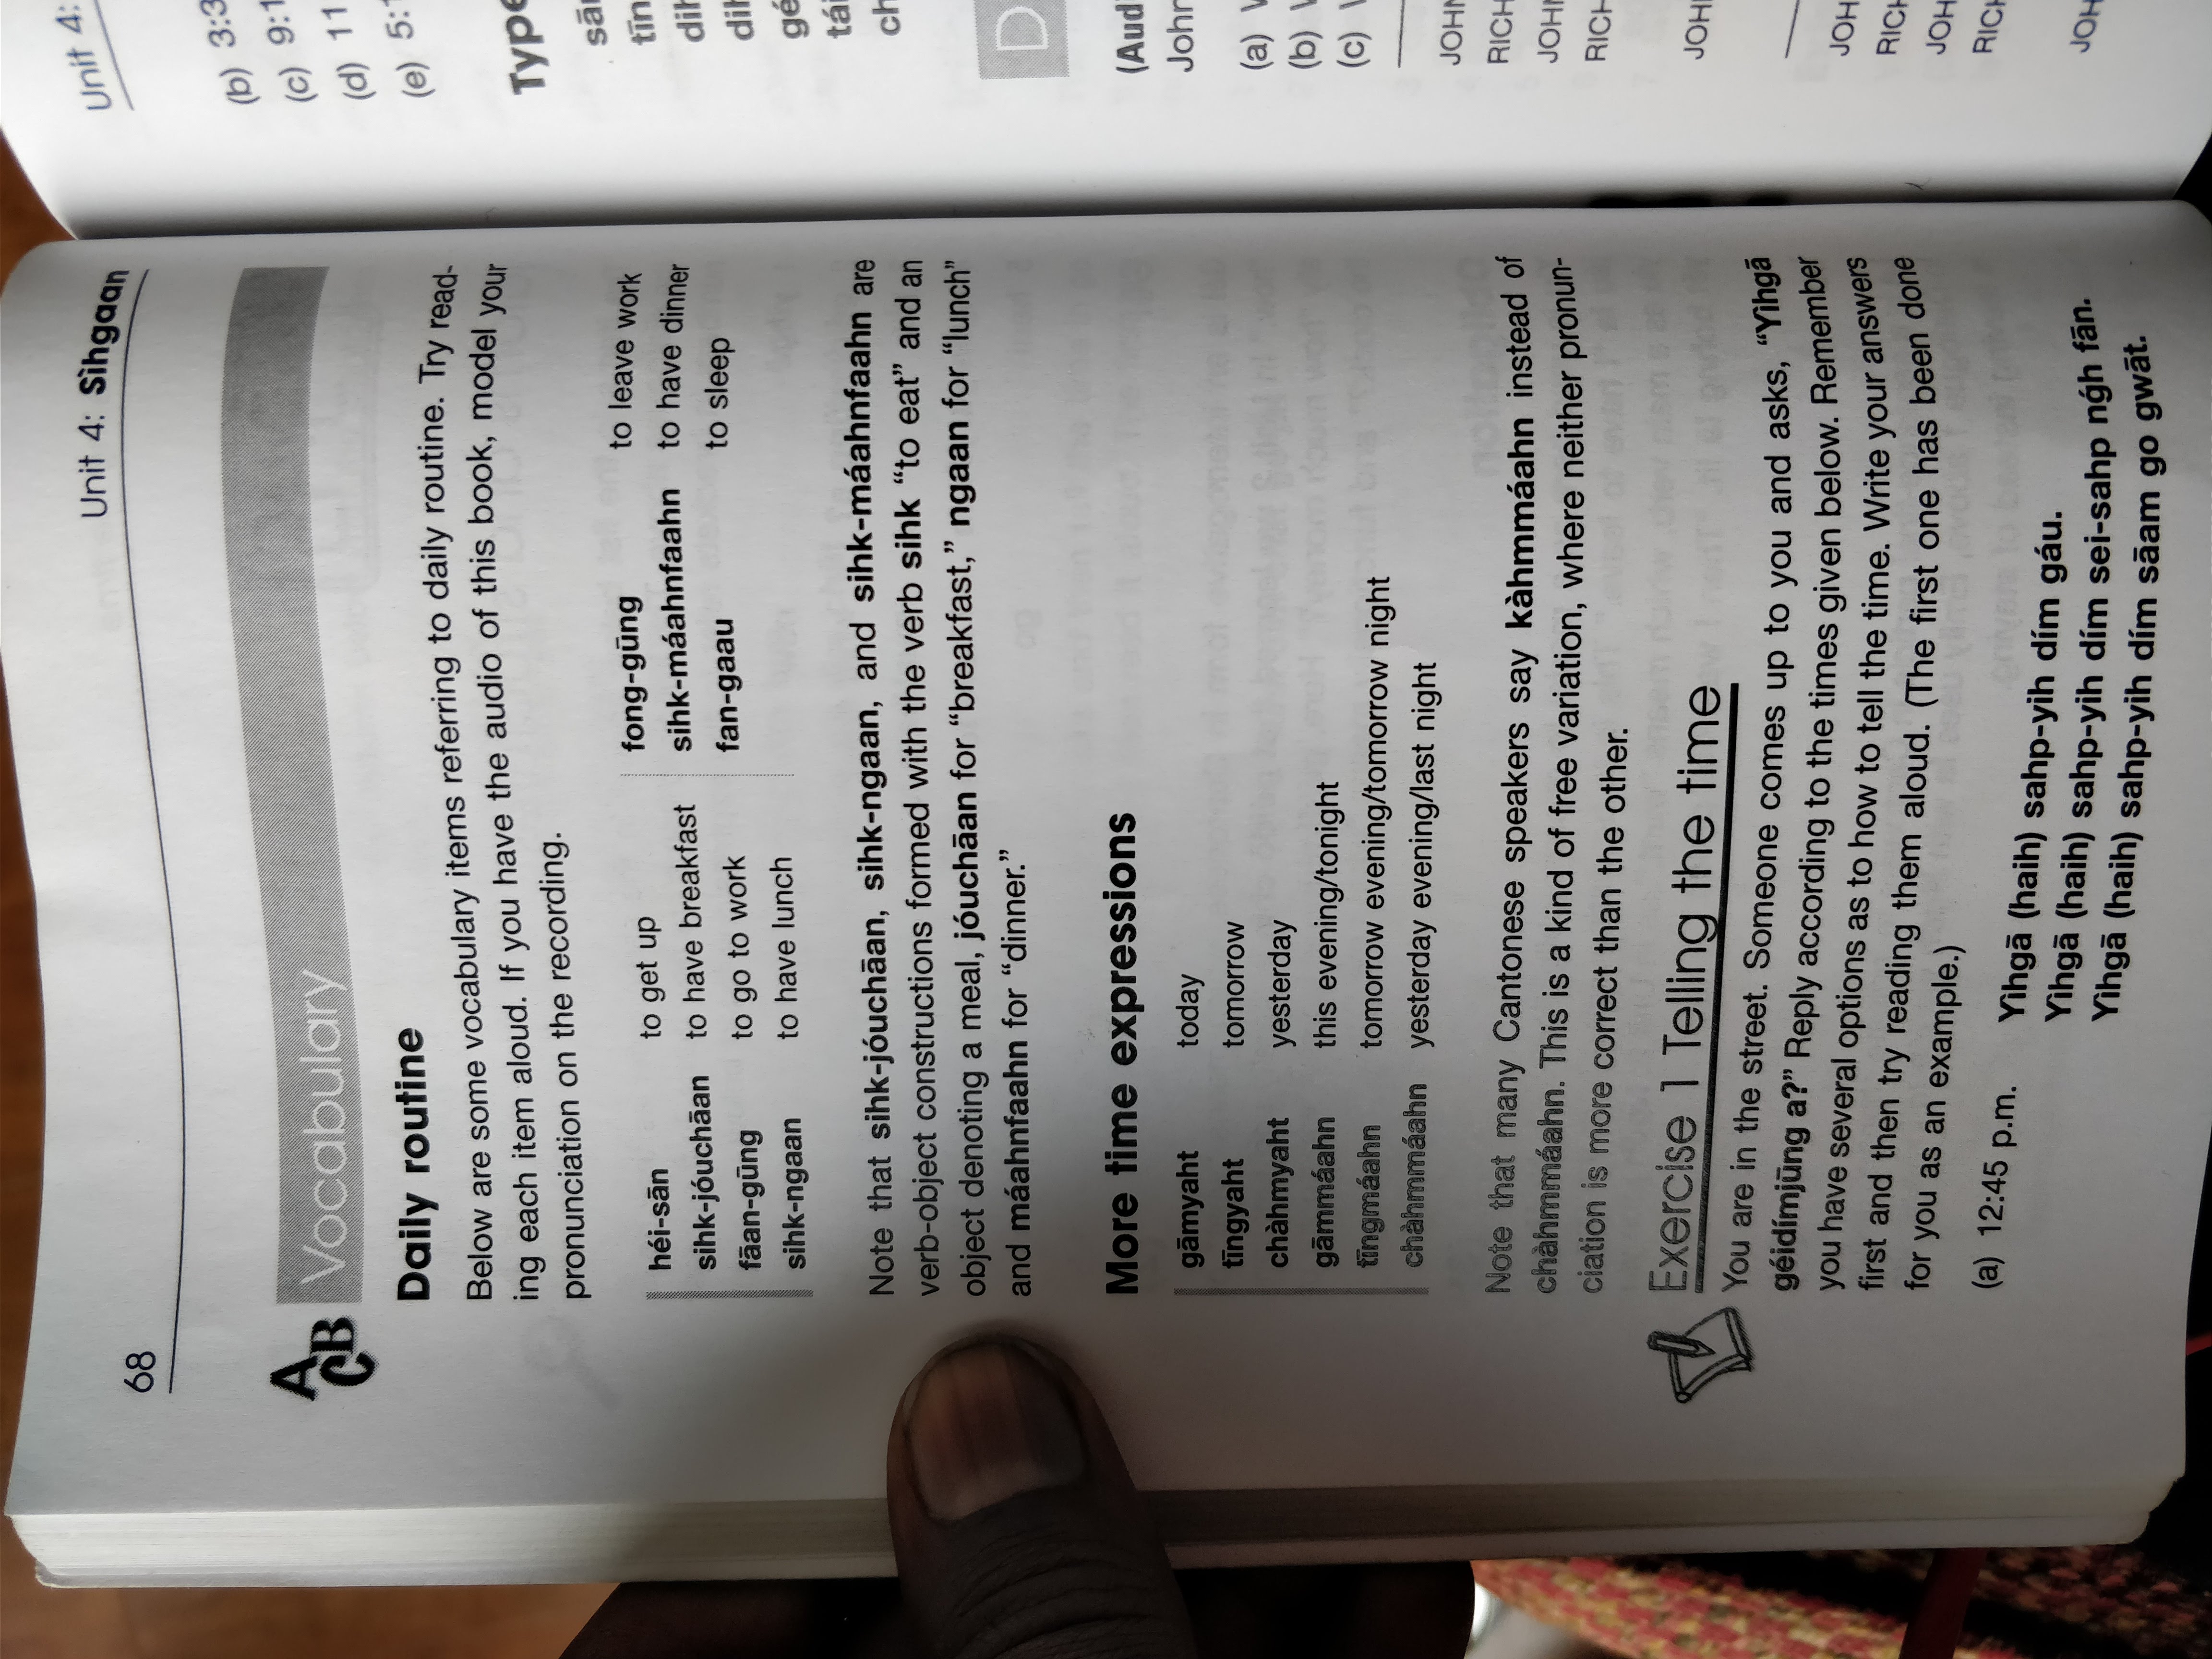 68
Unit 4: Sìhgaan
ABC
Vocabulary
Daily routine
Below are some vocabulary items referring to daily routine. Try read-
ing each item aloud. If you have the audio of this book, model your
pronunciation on the recording.
héi-sān to get up fong-gūng to leave work
sihk-jóuchāan to have breakfast sihk-máahnfaahn to have dinner
fāan-gūng to go to work fan-gaau to sleep
sihk-ngaan to have lunch
Note that sihk-jóuchāan, sihk-ngaan, and sihk-máahnfaahn are
verb-object constructions formed with the verb sihk “to eat” and an
object denoting a meal, jóuchāan for “breakfast,” ngaan for “lunch”
and máahnfaahn for “dinner.”
More time expressions
gāmyaht today
tīngyaht tomorrow
chàhmyaht yesterday
gāmmáahn this evening/tonight
tīngmáahn tomorrow evening/tomorrow night
chàhmmáahn yesterday evening/last night
Note that many Cantonese speakers say kàhmmáahn instead of
chàhmmáahn. This is a kind of free variation, where neither pronun-
ciation is more correct than the other.
Exercise 1 Telling the time
You are in the street. Someone comes up to you and asks, “Yìhgā
géidímjūng a?” Reply according to the times given below. Remember
you have several options as to how to tell the time. Write your answers
first and then try reading them aloud. (The first one has been done
for you as an example.)
(a) 12:45 p.m. Yìhgā (haih) sahp-yih dím gáu.
Yìhgā (haih) sahp-yih dím sei-sahp nǵh fān.
Yìhgā (haih) sahp-yih dím sāam go gwāt.
Unit 4:
(b) 3:3
(c) 9:1
(d) 11
(e) 5:
Type
sā
tīn
dih
gé
tái
ch
D
(Aud
John
(a)
(b)
(c)
JOHN
RICH
JOHN
RICH
JOHN
JOH
RICH
JOH
RICH
JOH